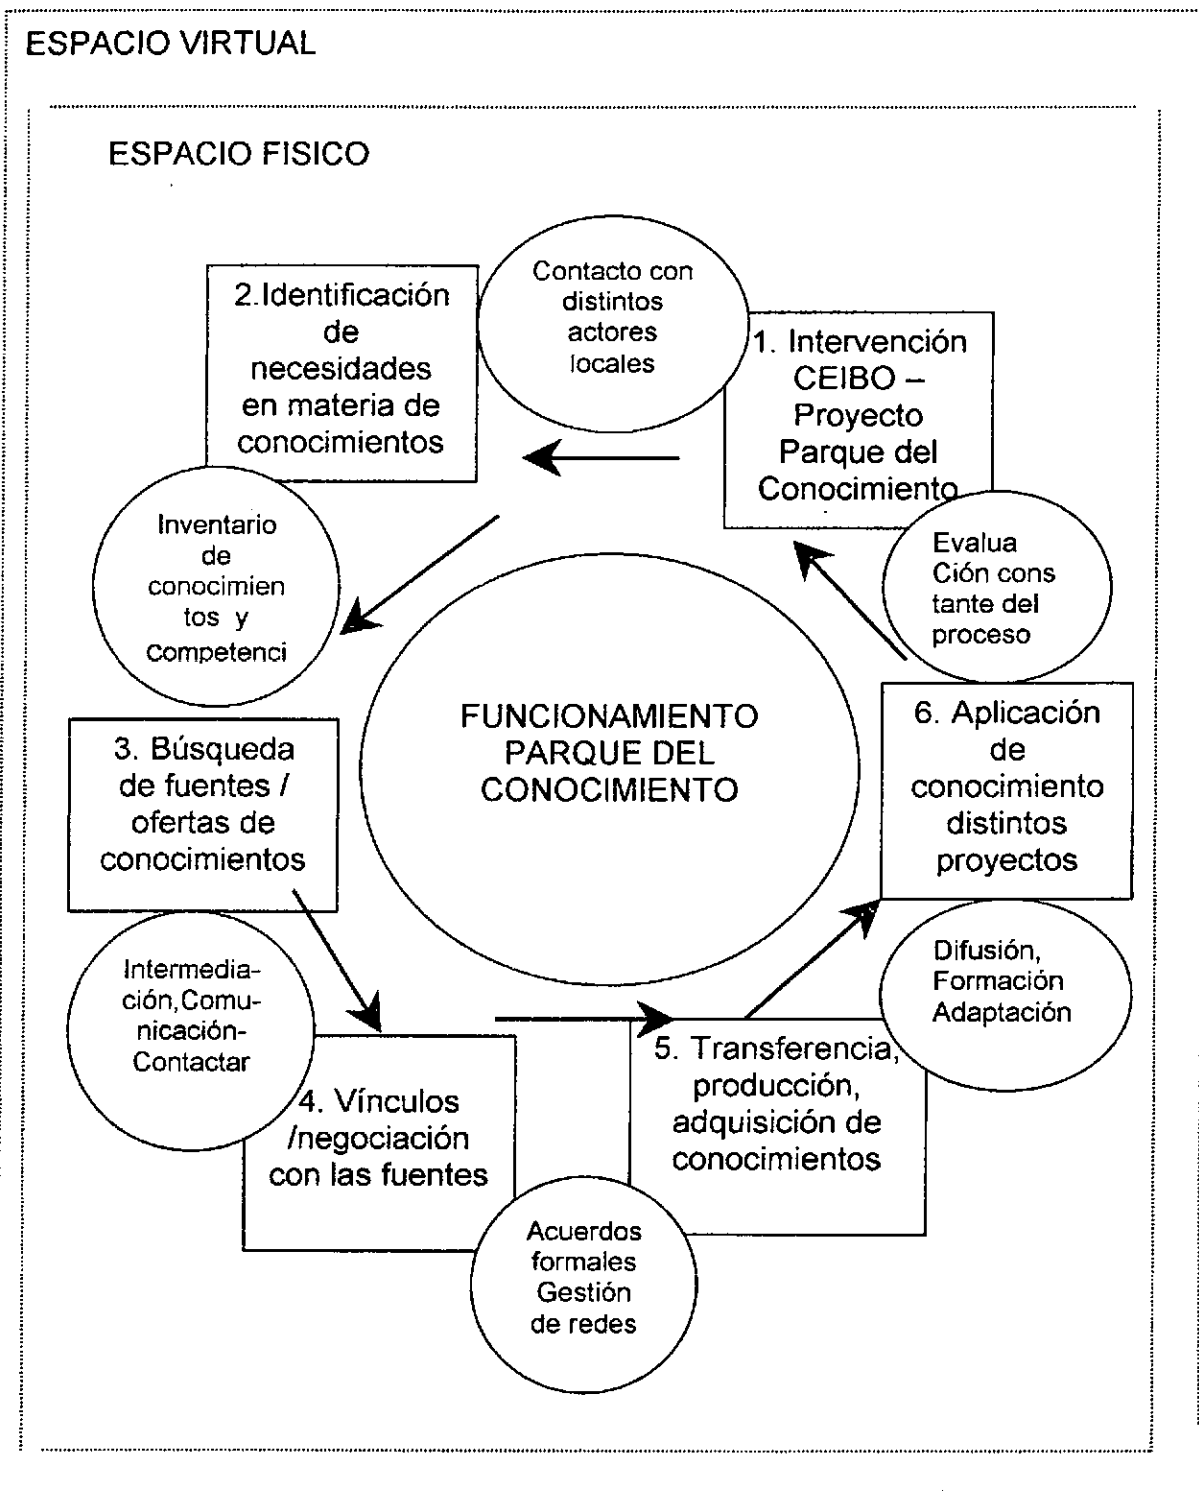 ESPACIO VIRTUAL
ESPACIO FISICO
Contacto con
distintos
actores
locales
2.Identificación
de
necesidades
en materia de
conocimientos
1. Intervención
CEIBO –
Proyecto
Parque del
Conocimiento
Inventario
de
conocimien
tos y
competenci
Evalua
Ción cons
tante del
proceso
FUNCIONAMIENTO
PARQUE DEL
CONOCIMIENTO
3. Búsqueda
de fuentes /
ofertas de
conocimientos
6. Aplicación
de
conocimiento
distintos
proyectos
Intermedia-
ción,Comu-
nicación-
Contactar
Difusión,
Formación
Adaptación
4. Vínculos
/negociación
con las fuentes
5. Transferencia,
producción,
adquisición de
conocimientos
Acuerdos
formales
Gestión
de redes